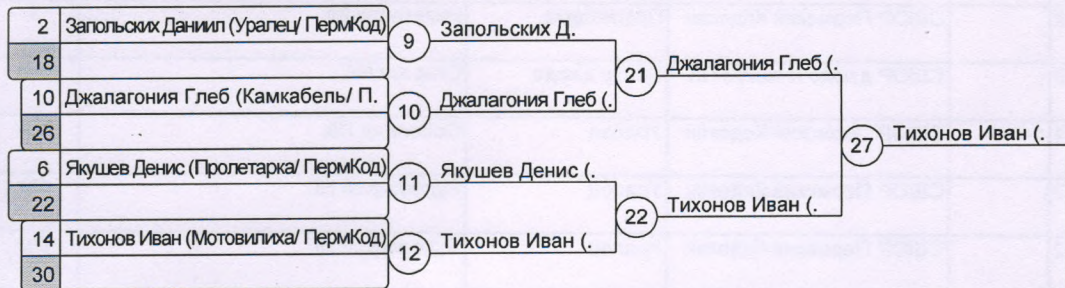 2 Запольских Даниил (Уралец/ ПермКод) 9 Запольских Д.
18
21 Джалагония Глеб (.
10 Джалагония Глеб (Камкабель/ П. 10 Джалагония Глеб (.
26
27 Тихонов Иван (.
6 Якушев Денис (Пролетарка/ ПермКод) 11 Якушев Денис (.
22
22 Тихонов Иван (.
14 Тихонов Иван (Мотовилиха/ ПермКод) 12 Тихонов Иван (.
30